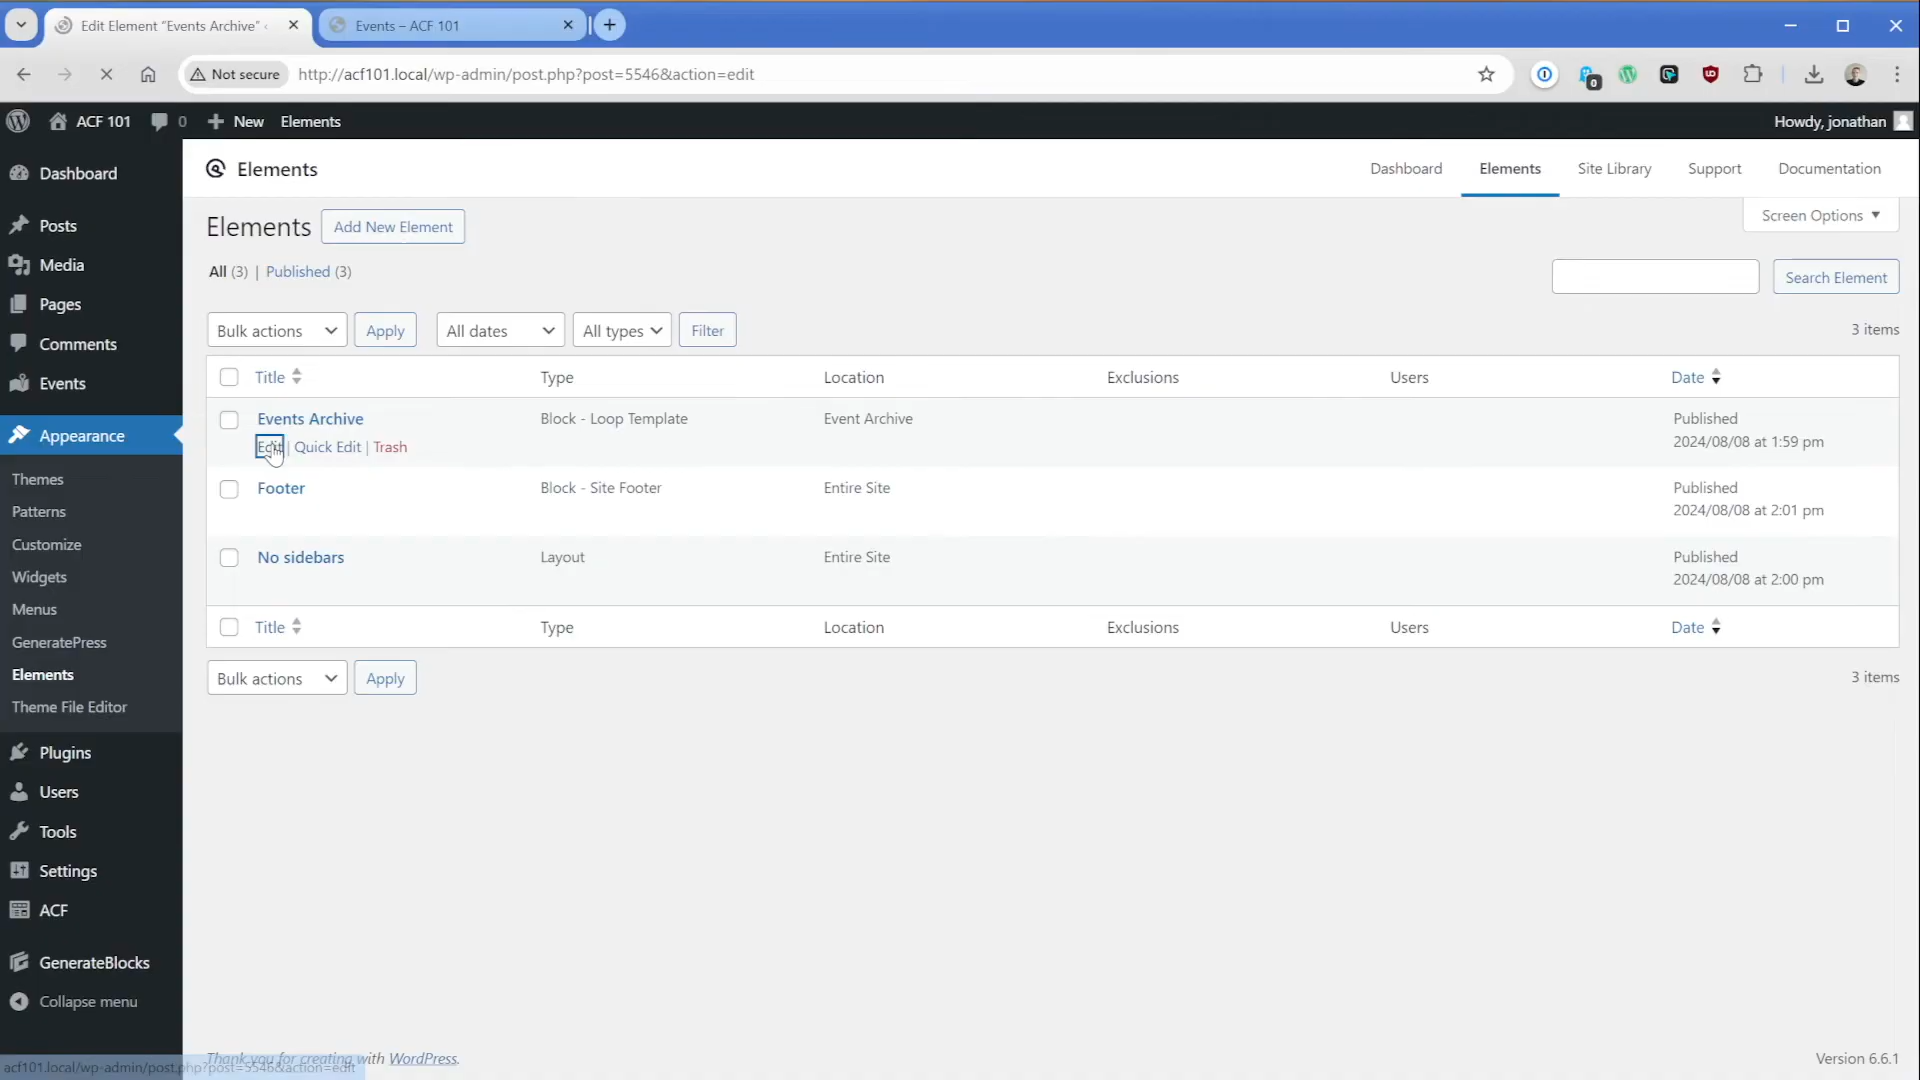 Edit Element "Events Archive" ‹
Events – ACF 101
Not secure
http://acf101.local/wp-admin/post.php?post=5546&action=edit
0
ACF 101
0
New
Elements
Howdy, jonathan
Dashboard
Posts
Media
Pages
Comments
Events
Appearance
Themes
Patterns
Customize
Widgets
Menus
GeneratePress
Elements
Theme File Editor
Plugins
Users
Tools
Settings
ACF
GenerateBlocks
Collapse menu
Elements
Dashboard
Elements
Site Library
Support
Documentation
Elements
Add New Element
Screen Options
All (3) | Published (3)
Search Element
Bulk actions
Apply
All dates
All types
Filter
3 items
Title
Type
Location
Exclusions
Users
Date
Events Archive
Block - Loop Template
Event Archive
Published
Edit | Quick Edit | Trash
2024/08/08 at 1:59 pm
Footer
Block - Site Footer
Entire Site
Published
2024/08/08 at 2:01 pm
No sidebars
Layout
Entire Site
Published
2024/08/08 at 2:00 pm
Title
Type
Location
Exclusions
Users
Date
Bulk actions
Apply
3 items
Thank you for creating with WordPress.
Version 6.6.1
acf101.local/wp-admin/post.php?post=5546&action=edit